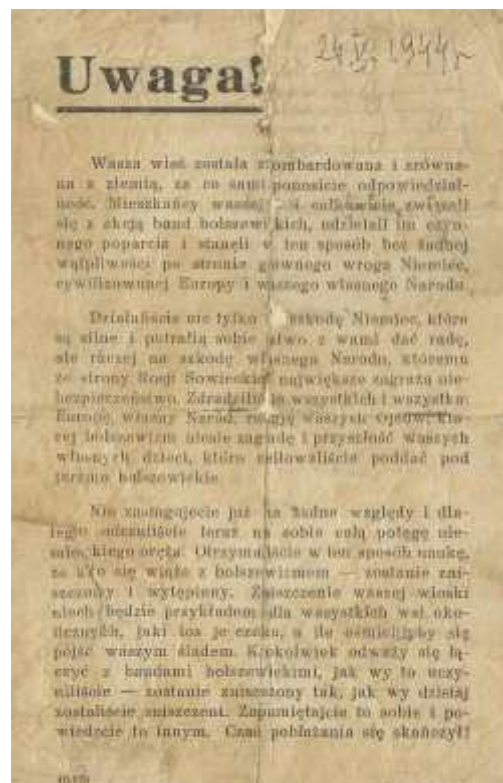 24 V. 1944 r
Uwaga!
Wasza wieś została zbombardowana i zrówna-
na z ziemią, za co sami ponosicie odpowiedzial-
ność. Mieszkańcy waszej wsi całkowicie związali
się z akcją band bolszewickich, udzielali im czyn-
nego poparcia i stanęli w ten sposób bez żadnej
wątpliwości po stronie głównego wroga Niemiec,
cywilizowanej Europy i waszego własnego Narodu.
Działaliście nie tylko na szkodę Niemiec, które
są silne i potrafią sobie łatwo z wami dać radę,
ale raczej na szkodę własnego Narodu, któremu
ze strony Rosji Sowieckiej największe zagraża nie-
bezpieczeństwo. Zdradziliście wszystkich i wszystko:
Europę, własny Naród, religję waszych Ojców, któ-
rej bolszewizm niesie zagładę i przyszłość waszych
własnych dzieci, które usiłowaliście poddać pod
jarzmo bolszewickie.
Nie zasługujecie już na żadne względy i dla-
tego odczuliście teraz na sobie całą potęgę nie-
mieckiego oręża! Otrzymaliście w ten sposób naukę,
że kto się wiąże z bolszewizmem — zostanie zni-
szczony i wytępiony. Zniszczenie waszej wioski
niech będzie przykładem dla wszystkich wsi oko-
licznych, jaki los je czeka, o ile ośmieliłyby się
pójść waszym śladem. Ktokolwiek odważy się łą-
czyć z bandami bolszewickimi, jak wy to uczy-
niliście — zostanie zniszczony tak, jak wy dzisiaj
zostaliście zniszczeni. Zapamiętajcie to sobie i po-
wiedzcie to innym. Czas pobłażania się skończył!